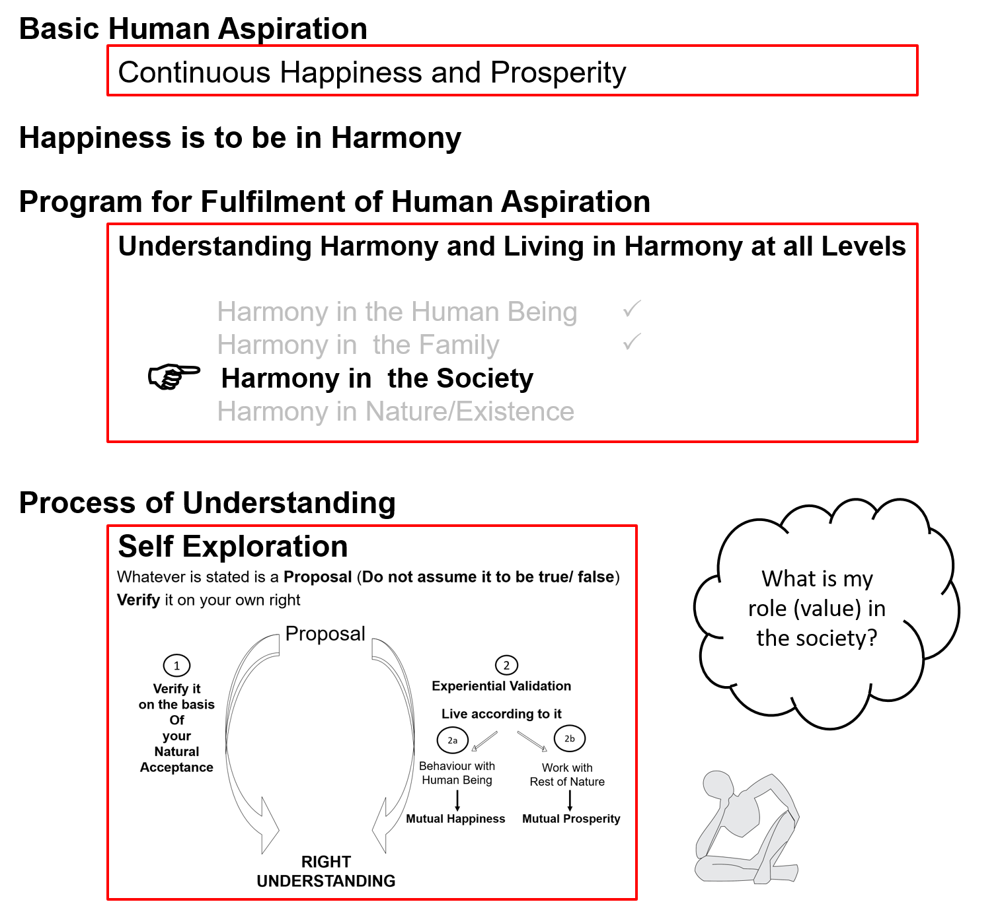 Basic Human Aspiration
Continuous Happiness and Prosperity
Happiness is to be in Harmony
Program for Fulfilment of Human Aspiration
Understanding Harmony and Living in Harmony at all Levels
Harmony in the Human Being ✓
Harmony in  the Family ✓
Harmony in  the Society
Harmony in Nature/Existence
Process of Understanding
Self Exploration
Whatever is stated is a Proposal (Do not assume it to be true/ false)
Verify it on your own right
Proposal
1
Verify it
on the basis
Of
your
Natural
Acceptance
2
Experiential Validation
Live according to it
2a
2b
Behaviour with
Human Being
Work with
Rest of Nature
Mutual Happiness
Mutual Prosperity
RIGHT
UNDERSTANDING
What is my
role (value) in
the society?